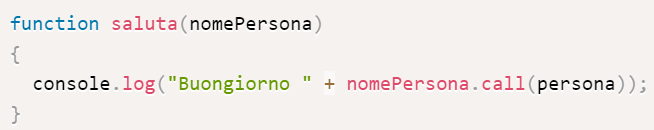 function saluta(nomePersona)
{
  console.log("Buongiorno " + nomePersona.call(persona));
}